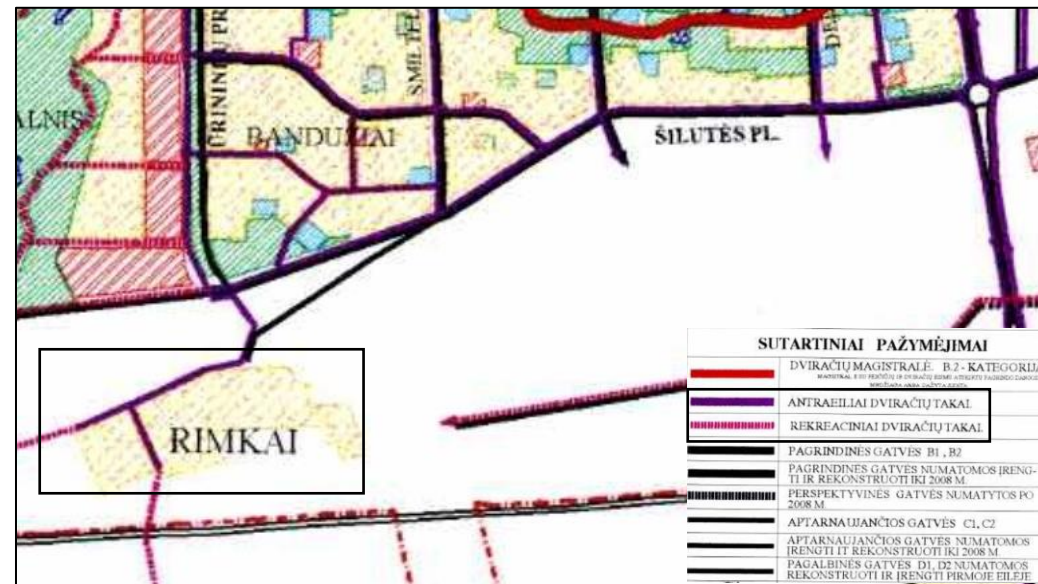 BANDUŽIAI
ŠILUTĖS PL.
RIMKAI
SUTARTINIAI PAŽYMĖJIMAI
DVIRAČIŲ MAGISTRALĖ. B.2 - KATEGORIJA
ANTRAEILIAI DVIRAČIŲ TAKAI
REKREACINIAI DVIRAČIŲ TAKAI
PAGRINDINĖS GATVĖS B1, B2
PAGRINDINĖS GATVĖS NUMATOMOS ĮRENG-
TI IR REKONSTRUOTI IKI 2008 M.
PERSPEKTYVINĖS GATVĖS NUMATYTOS PO
2008 M.
APTARNAUJANČIOS GATVĖS C1, C2
APTARNAUJANČIOS GATVĖS NUMATOMOS
ĮRENGTI IT REKONSTRUOTI IKI 2008 M.
PAGALBINĖS GATVĖS D1, D2 NUMATOMOS
REKONSTRUOTI IR ĮRENGTI PIRMOJE EILĖJE